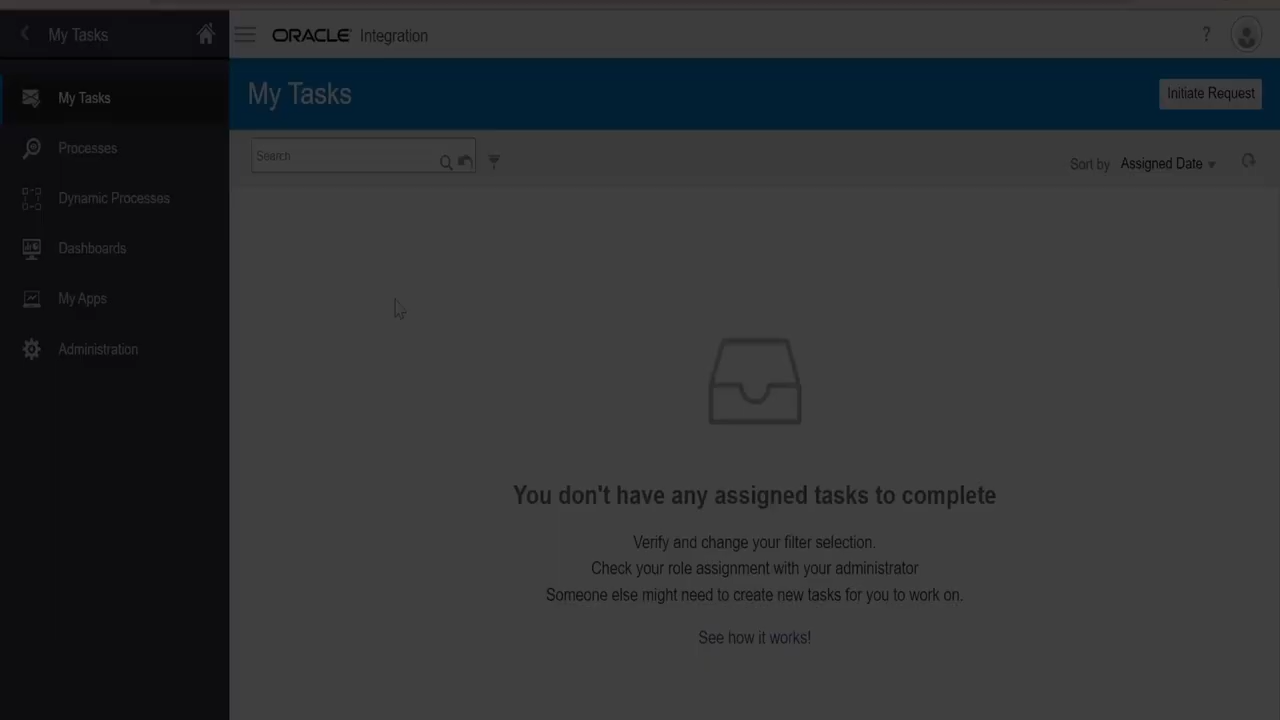 My Tasks
ORACLE Integration
?
My Tasks
Processes
Dynamic Processes
Dashboards
My Apps
Administration
My Tasks
Initiate Request
Search
Sort by Assigned Date
You don't have any assigned tasks to complete
Verify and change your filter selection.
Check your role assignment with your administrator
Someone else might need to create new tasks for you to work on.
See how it works!